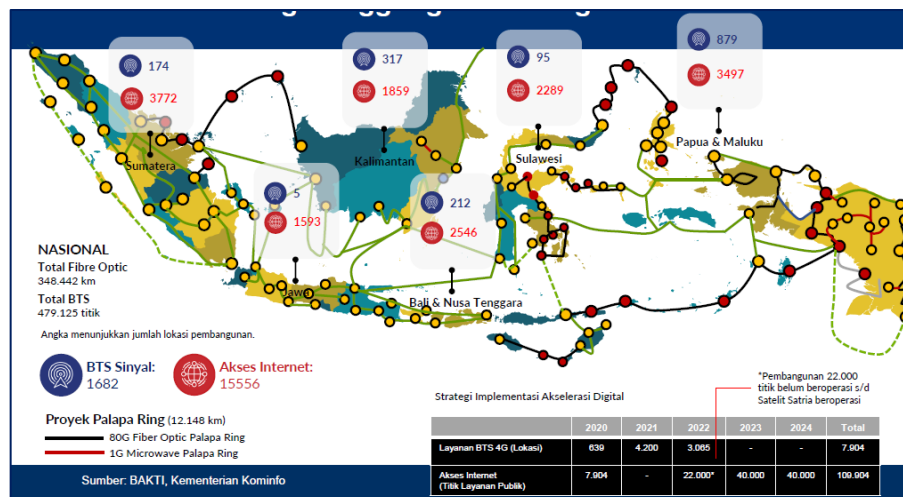 174
3772
Sumatera
317
1859
Kalimantan
95
2289
Sulawesi
879
3497
Papua & Maluku
5
1593
Jawa
212
2546
Bali & Nusa Tenggara
NASIONAL
Total Fibre Optic
348.442 km
Total BTS
479.125 titik
Angka menunjukkan jumlah lokasi pembangunan.
BTS Sinyal:
1682
Akses Internet:
15556
Proyek Palapa Ring (12.148 km)
80G Fiber Optic Palapa Ring
1G Microwave Palapa Ring
Sumber: BAKTI, Kementerian Kominfo
*Pembangunan 22.000
titik belum beroperasi s/d
Satelit Satria beroperasi
Strategi Implementasi Akselerasi Digital
2020 2021 2022 2023 2024 Total
Layanan BTS 4G (Lokasi) 639 4.200 3.065 - - 7.904
Akses Internet
(Titik Layanan Publik) 7.904 - 22.000* 40.000 40.000 109.904